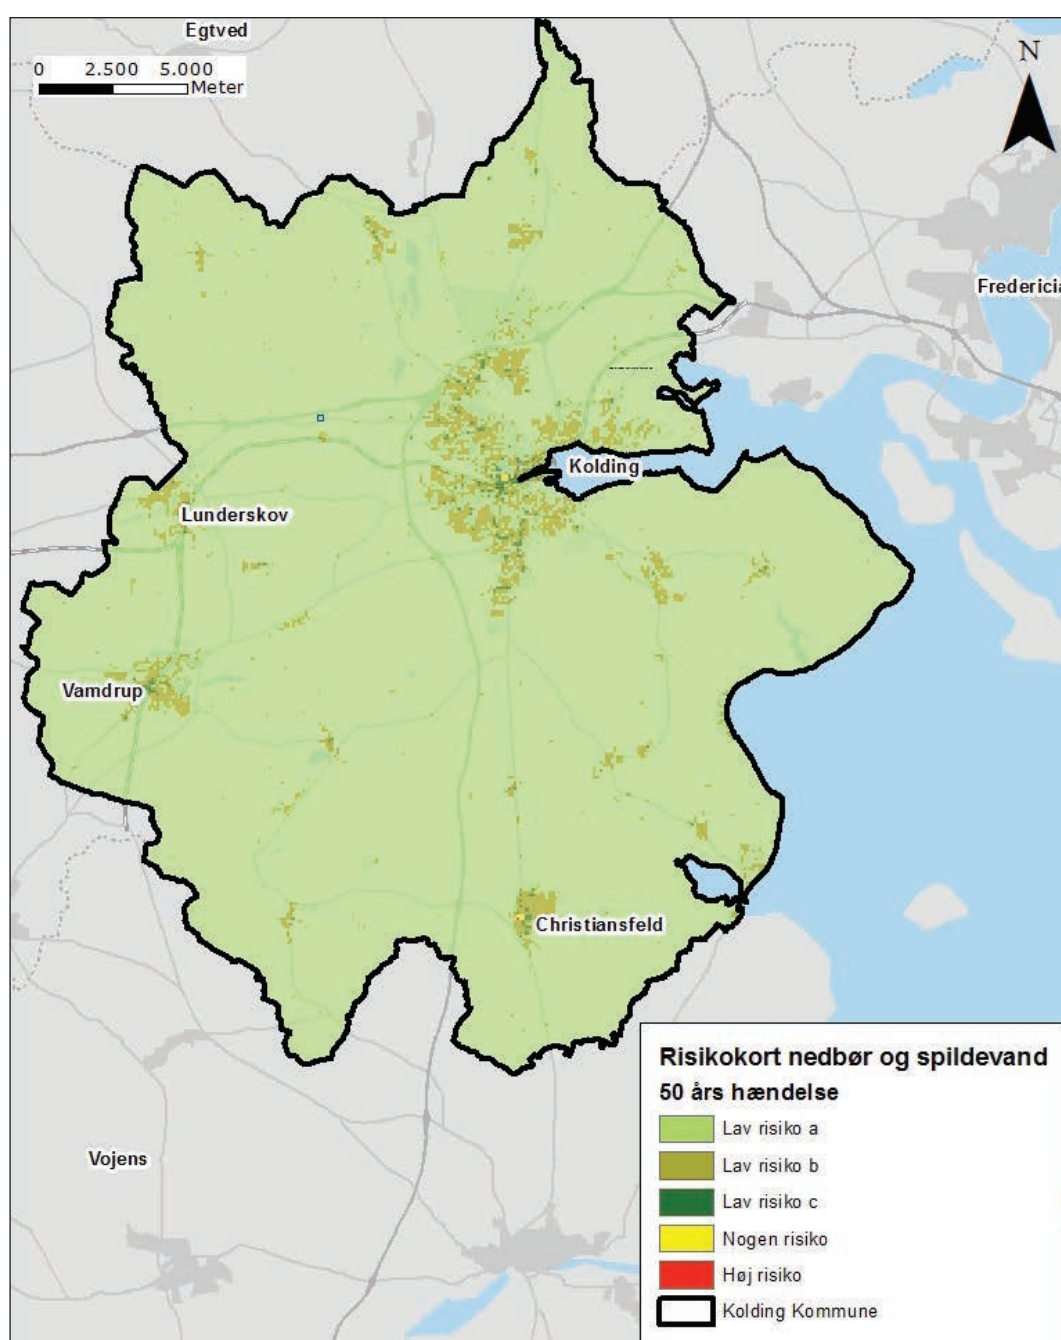 Egtved
0 2.500 5.000
Meter
N
Fredericia
Kolding
Lunderskov
Vamdrup
Christiansfeld
Vojens
Risikokort nedbør og spildevand
50 års hændelse
Lav risiko a
Lav risiko b
Lav risiko c
Nogen risiko
Høj risiko
Kolding Kommune